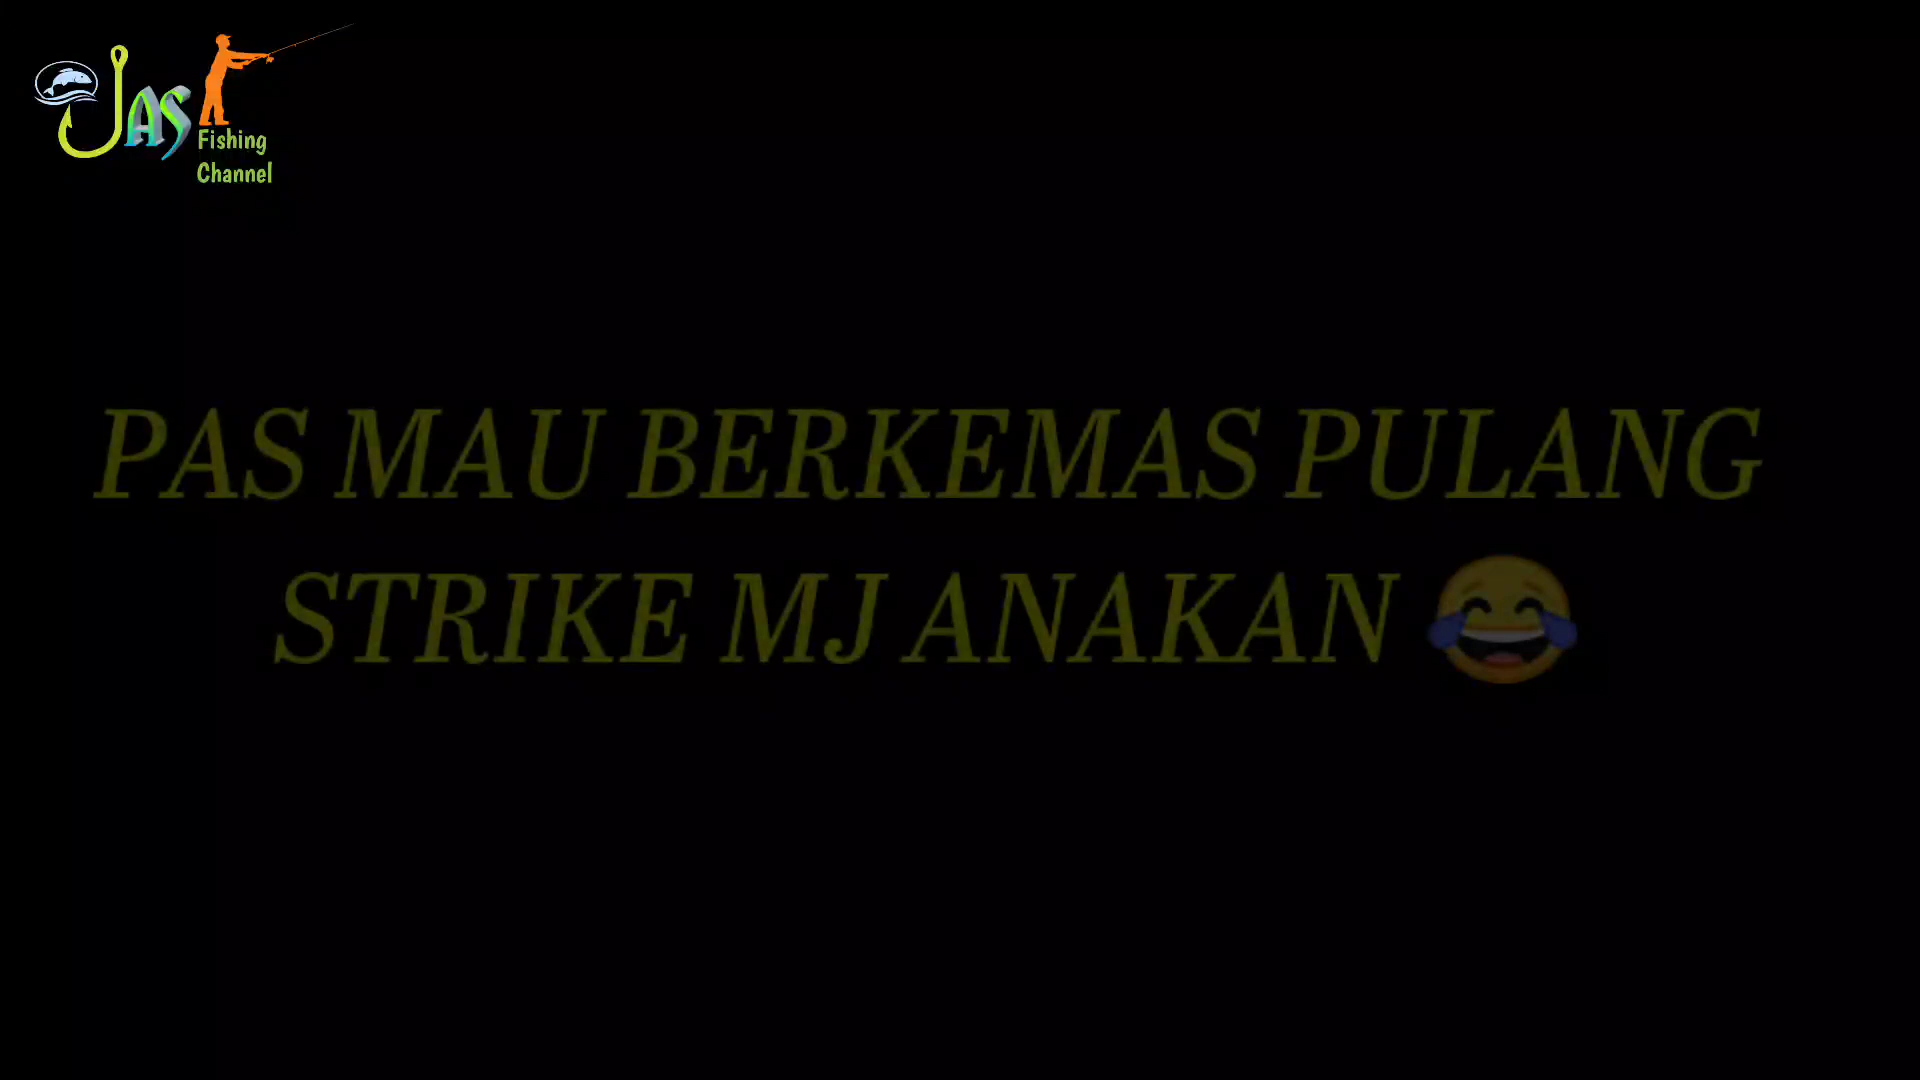 Jas
Fishing
Channel
PAS MAU BERKEMAS PULANG
STRIKE MJ ANAKAN 😂